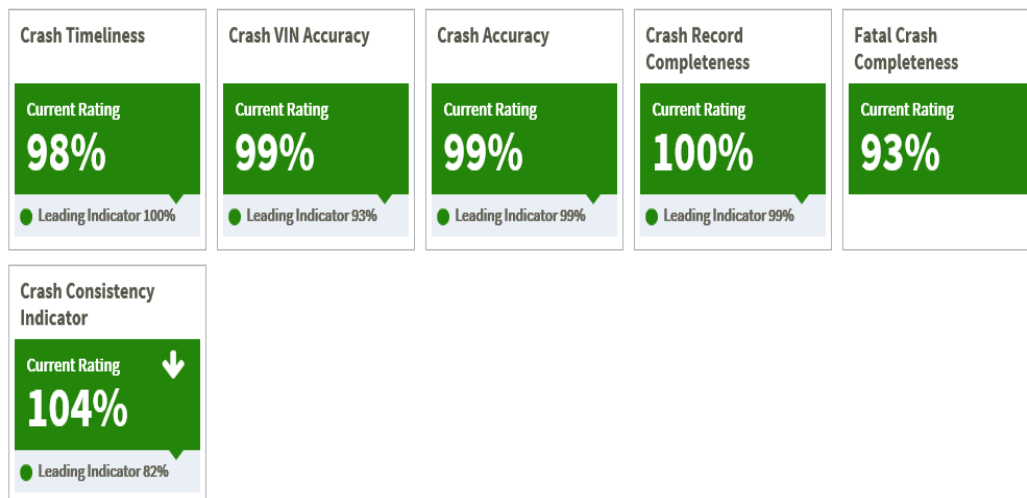 Crash Timeliness
Current Rating
98%
Leading Indicator 100%
Crash VIN Accuracy
Current Rating
99%
Leading Indicator 93%
Crash Accuracy
Current Rating
99%
Leading Indicator 99%
Crash Record
Completeness
Current Rating
100%
Leading Indicator 99%
Fatal Crash
Completeness
Current Rating
93%
Crash Consistency
Indicator
Current Rating
104%
Leading Indicator 82%